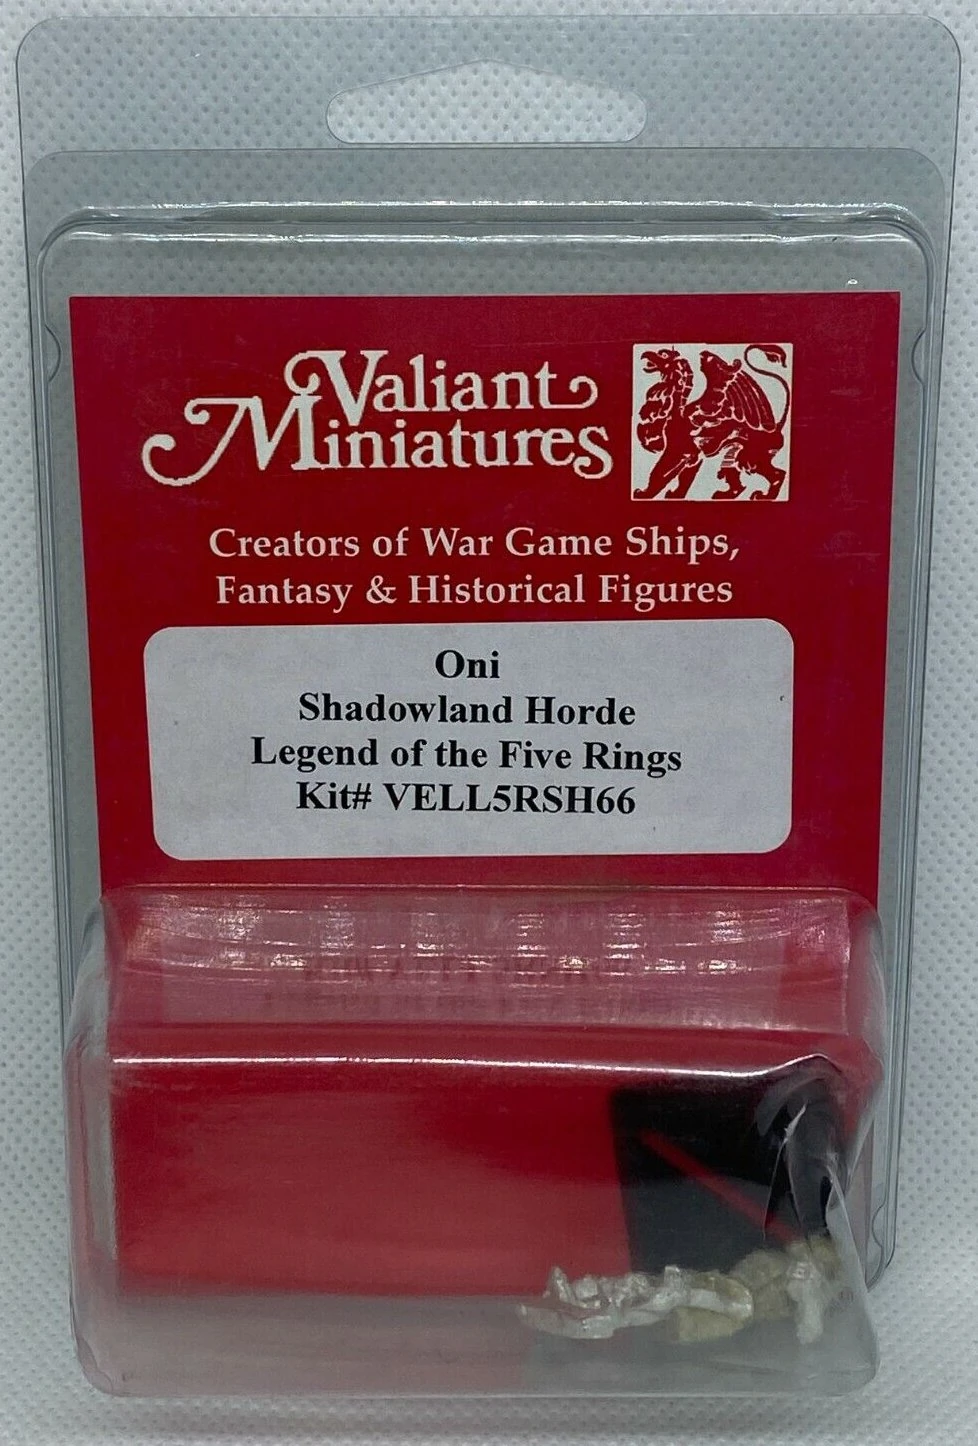 Valiant
Miniatures
Creators of War Game Ships,
Fantasy & Historical Figures
Oni
Shadowland Horde
Legend of the Five Rings
Kit# VELL5RSH66